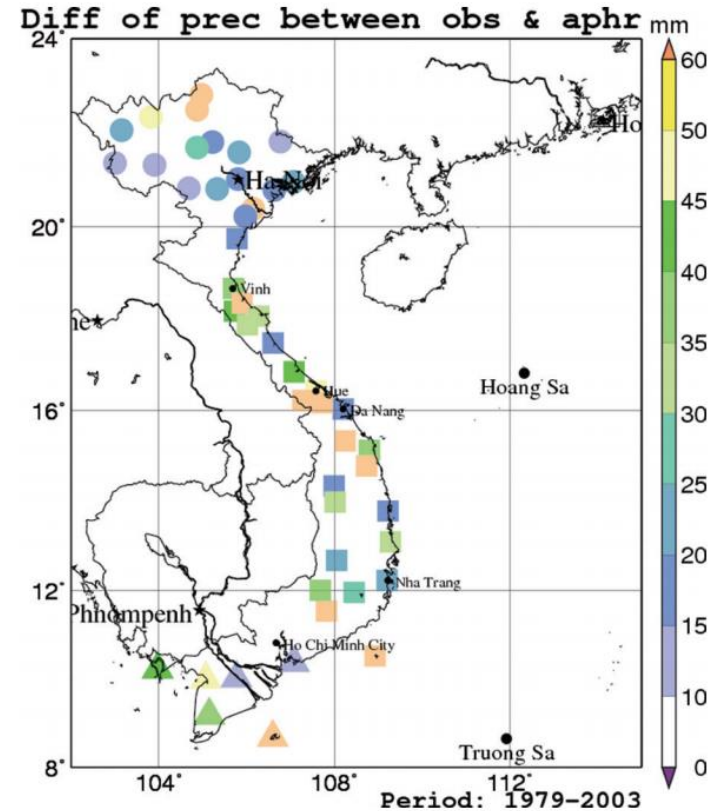 Diff of prec between obs & aphr
mm
24°
60
Ho
50
Ha Noi
45
20°
40
Vinh
ne
35
Hoang Sa
Hue
16°
Da Nang
30
25
20
12°
Nha Trang
Phnompenh
15
Ho Chi Minh City
10
Truong Sa
8°
0
104°
108°
112°
Period: 1979-2003